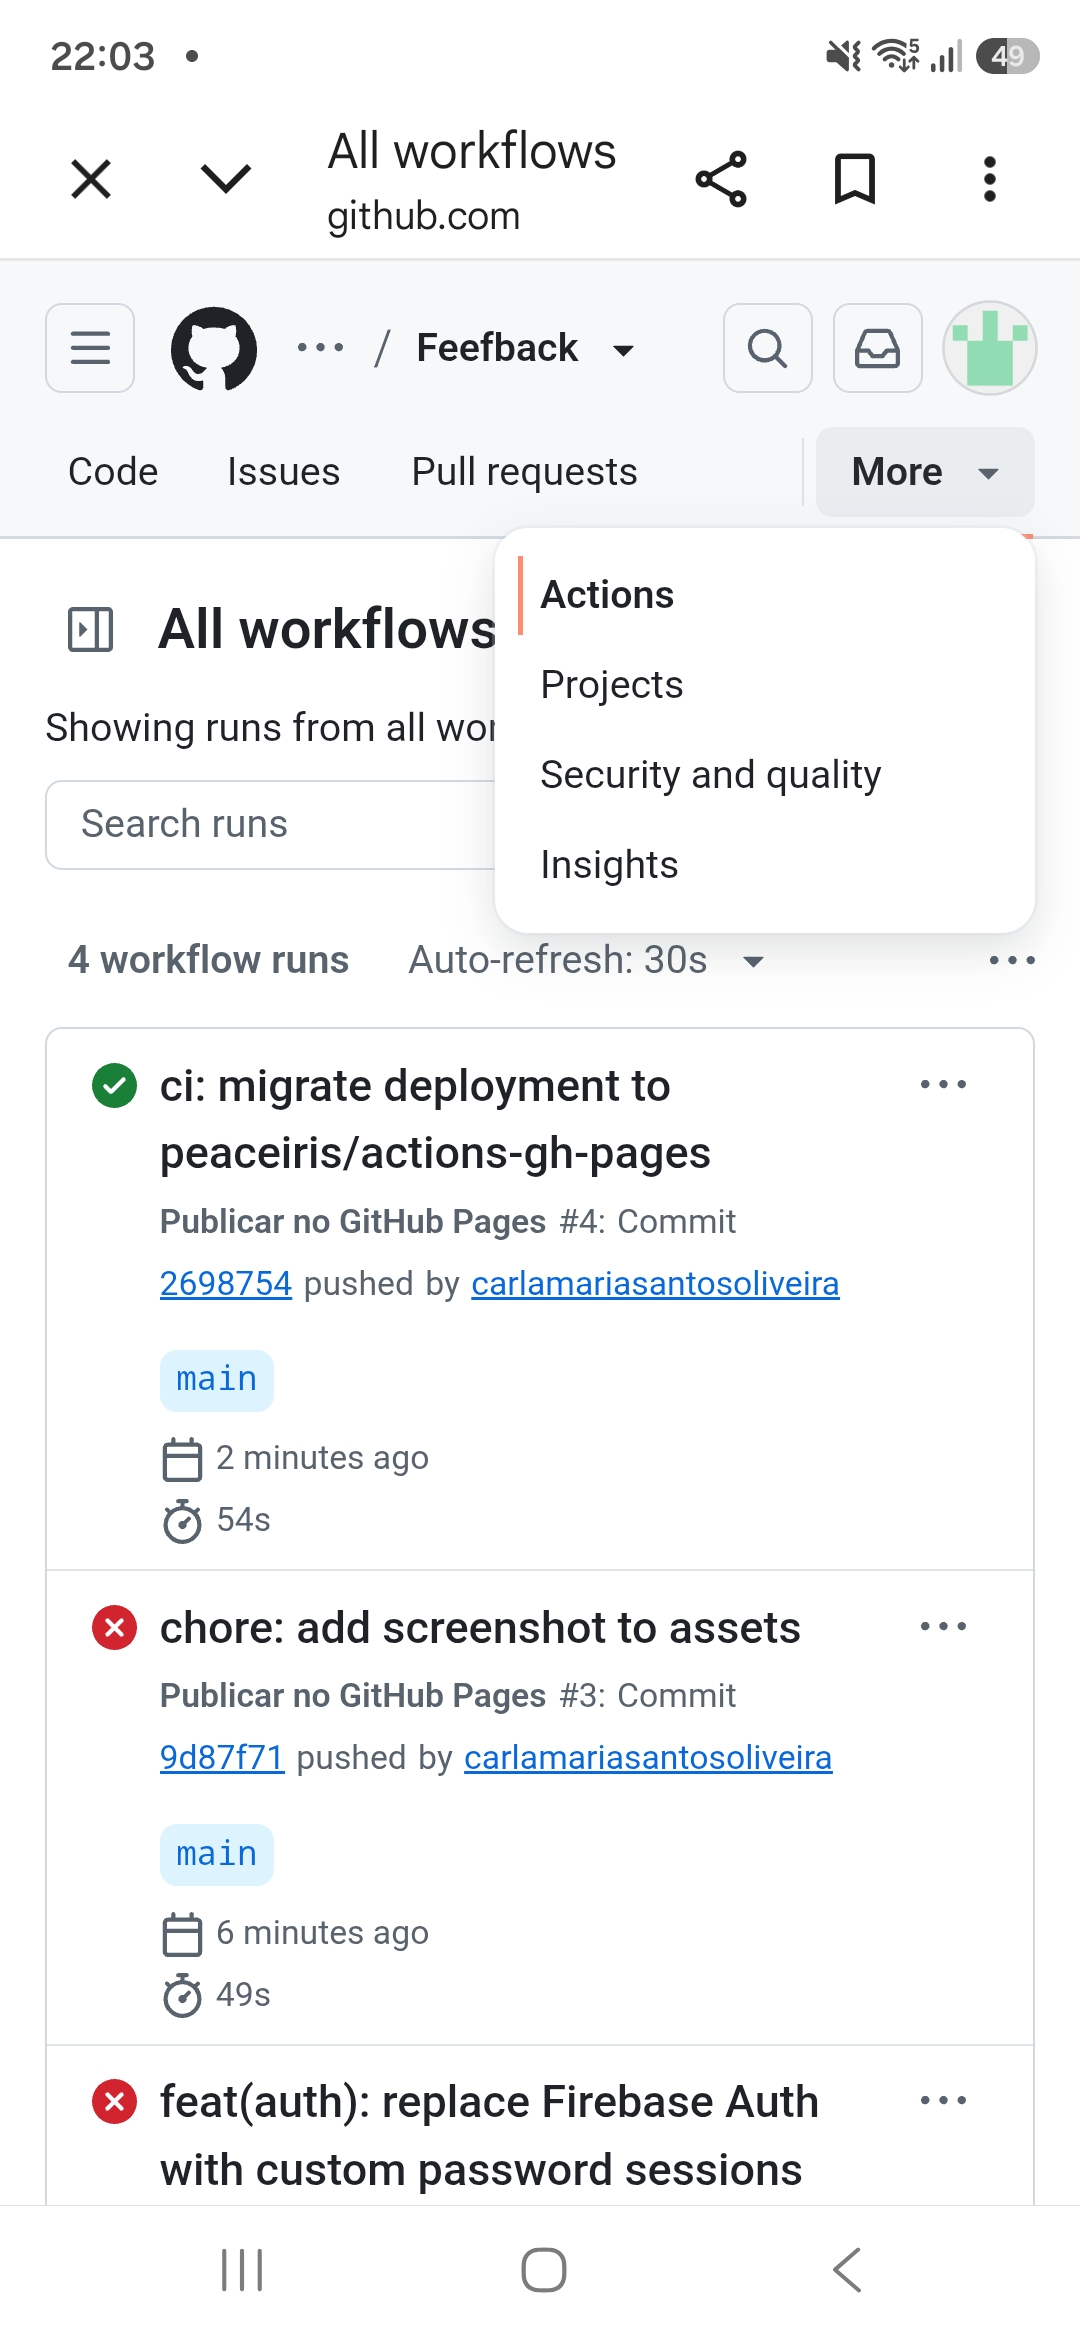 22:03
5
49
All workflows
github.com
/ Feefback
Code Issues Pull requests More
Actions
Projects
Security and quality
Insights
All workflows
Showing runs from all wor
Search runs
4 workflow runs Auto-refresh: 30s
ci: migrate deployment to
peaceiris/actions-gh-pages
Publicar no GitHub Pages #4: Commit
2698754 pushed by carlamariasantosoliveira
main
2 minutes ago
54s
chore: add screenshot to assets
Publicar no GitHub Pages #3: Commit
9d87f71 pushed by carlamariasantosoliveira
main
6 minutes ago
49s
feat(auth): replace Firebase Auth
with custom password sessions